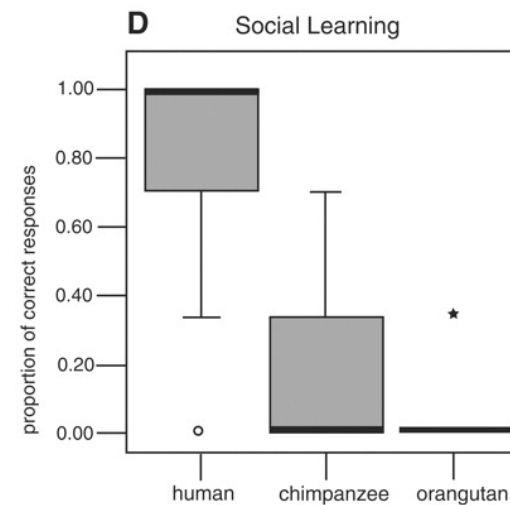 D Social Learning
proportion of correct responses
1.00
0.80
0.60
0.40
0.20
0.00
human chimpanzee orangutan